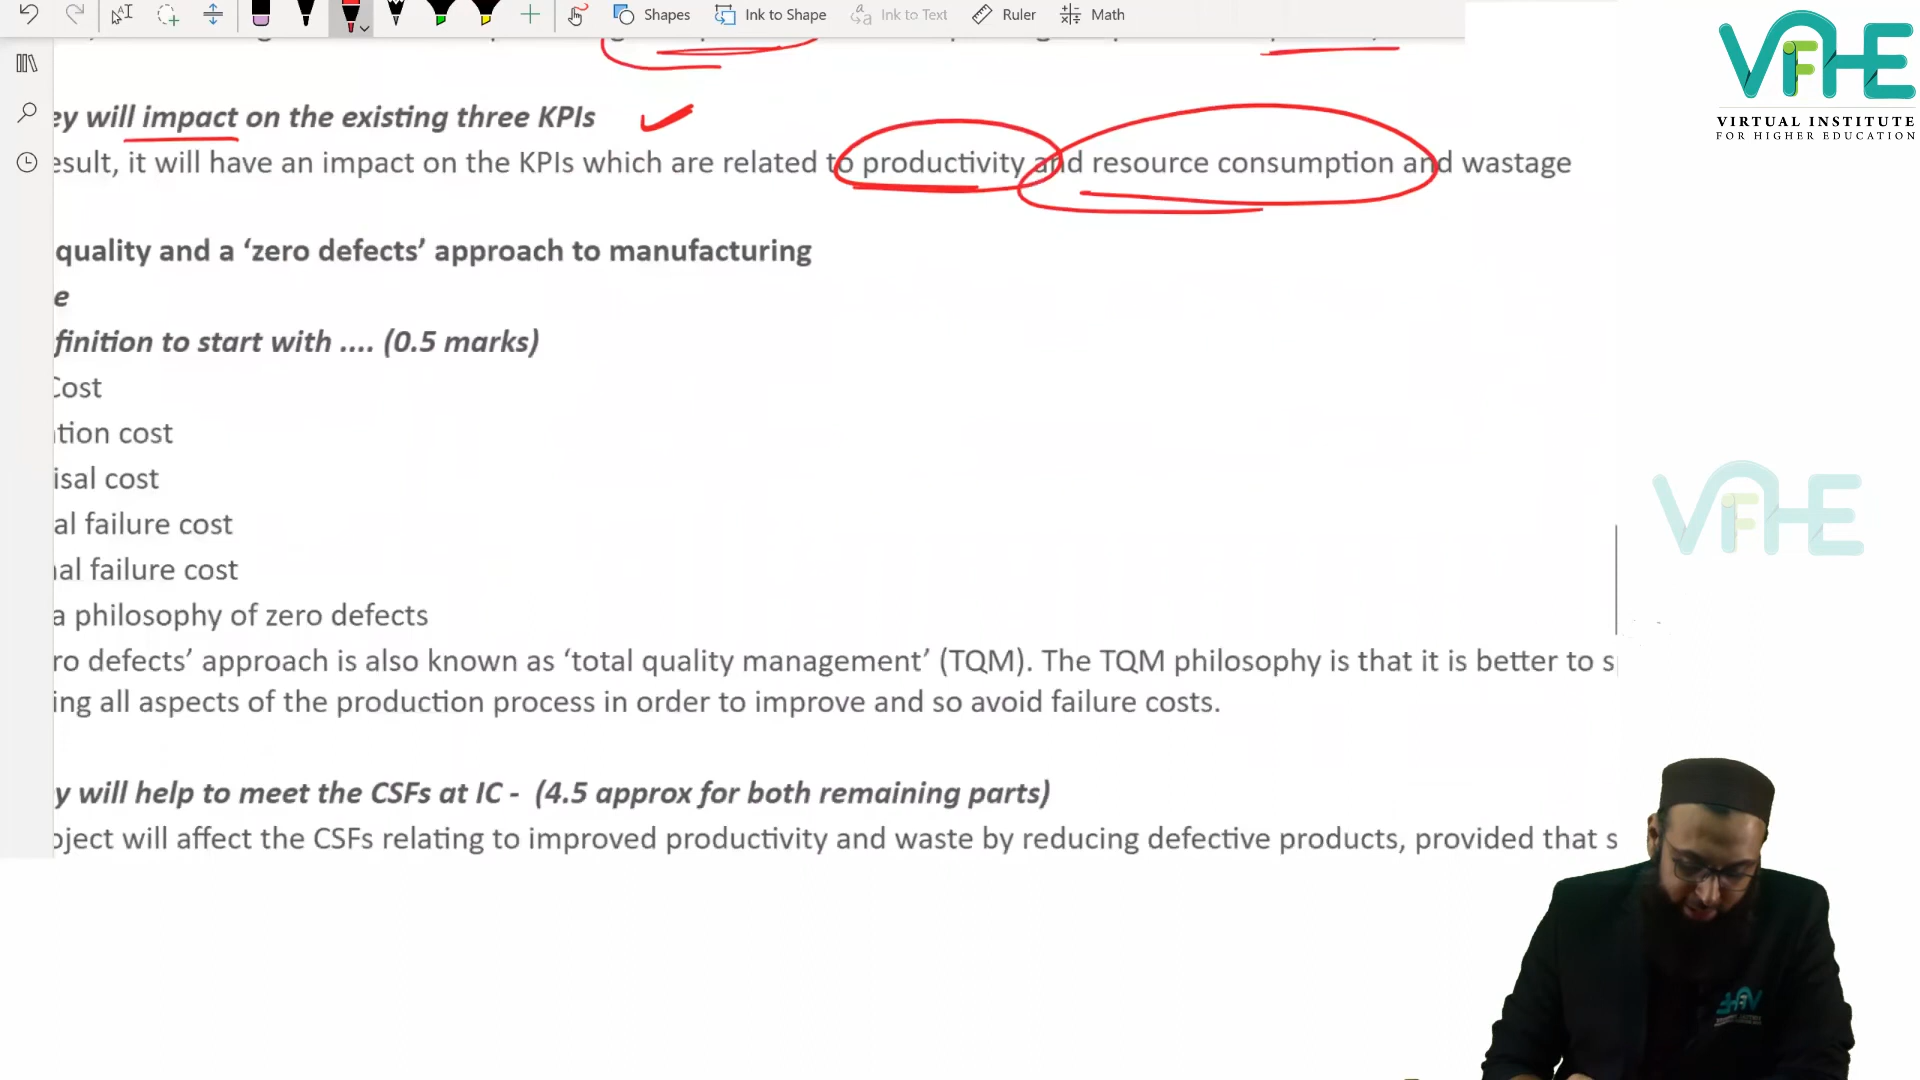 Shapes
Ink to Shape
Ink to Text
Ruler
Math
VIFHE
VIRTUAL INSTITUTE
FOR HIGHER EDUCATION
ey will impact on the existing three KPIs
esult, it will have an impact on the KPIs which are related to productivity and resource consumption and wastage
quality and a ‘zero defects’ approach to manufacturing
e
finition to start with .... (0.5 marks)
Cost
tion cost
isal cost
al failure cost
nal failure cost
a philosophy of zero defects
ro defects’ approach is also known as ‘total quality management’ (TQM). The TQM philosophy is that it is better to s
ing all aspects of the production process in order to improve and so avoid failure costs.
y will help to meet the CSFs at IC - (4.5 approx for both remaining parts)
oject will affect the CSFs relating to improved productivity and waste by reducing defective products, provided that s
VIFHE